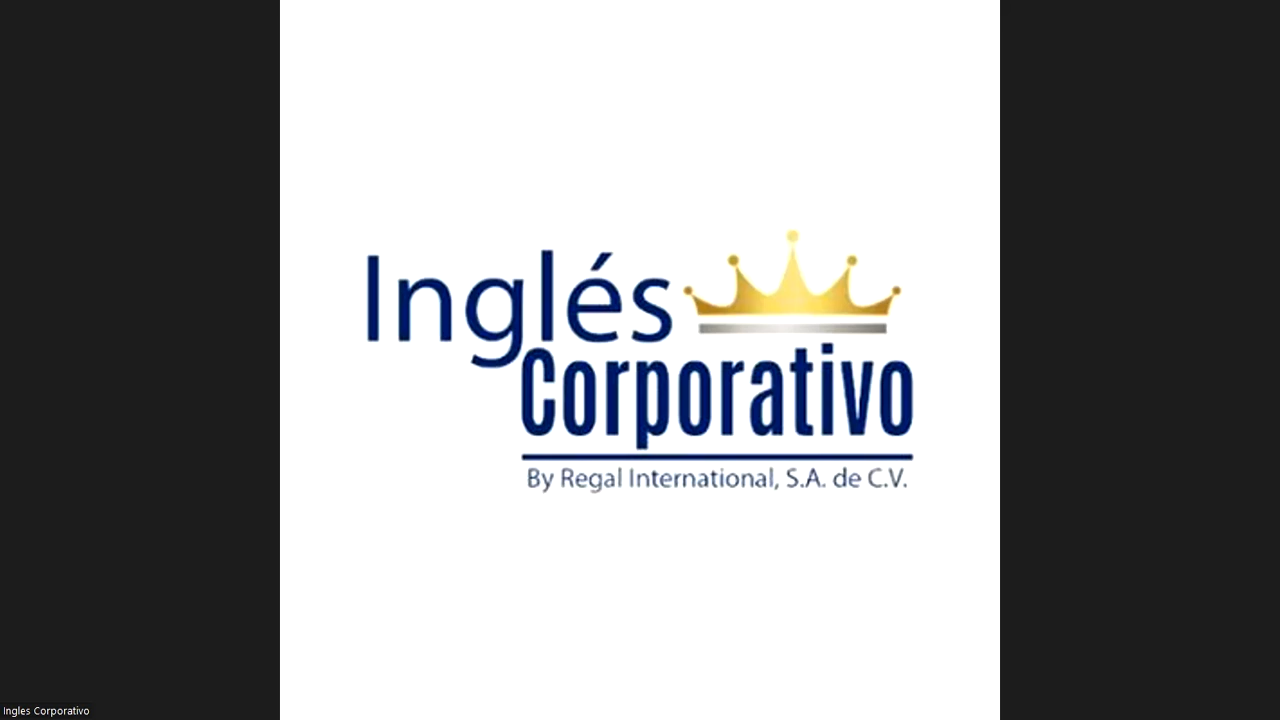 Inglés
Corporativo
By Regal International, S.A. de C.V.
Ingles Corporativo